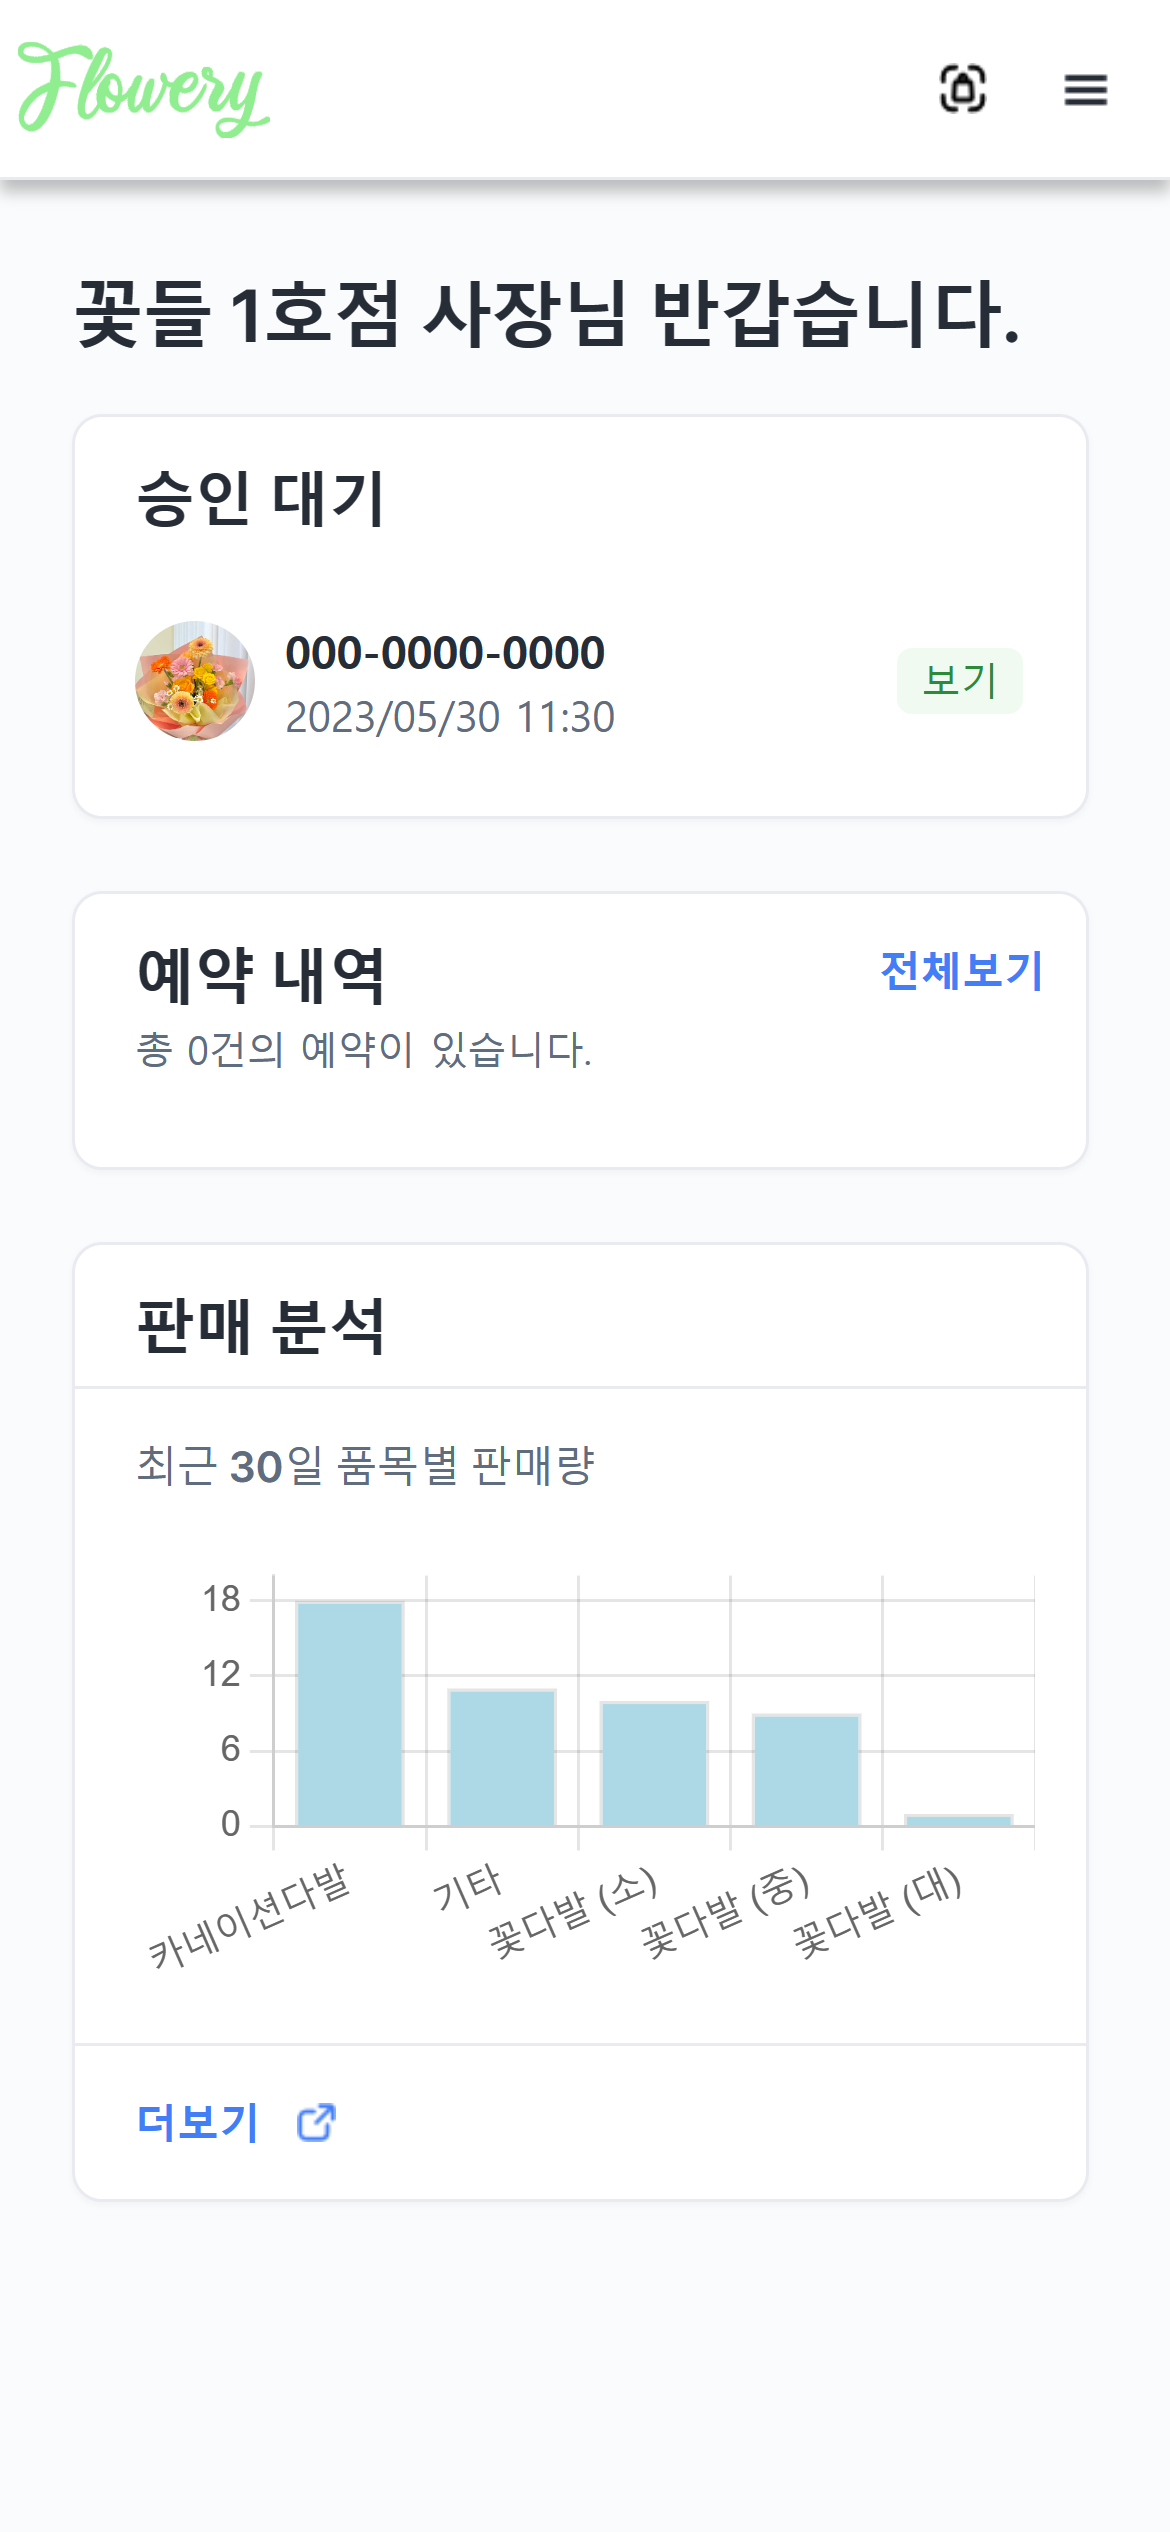 Flowery
꽃들 1호점 사장님 반갑습니다.
승인 대기
000-0000-0000
2023/05/30 11:30
보기
예약 내역
전체보기
총 0건의 예약이 있습니다.
판매 분석
최근 30일 품목별 판매량
18
12
6
0
카네이션다발
기타
꽃다발 (소)
꽃다발 (중)
꽃다발 (대)
더보기